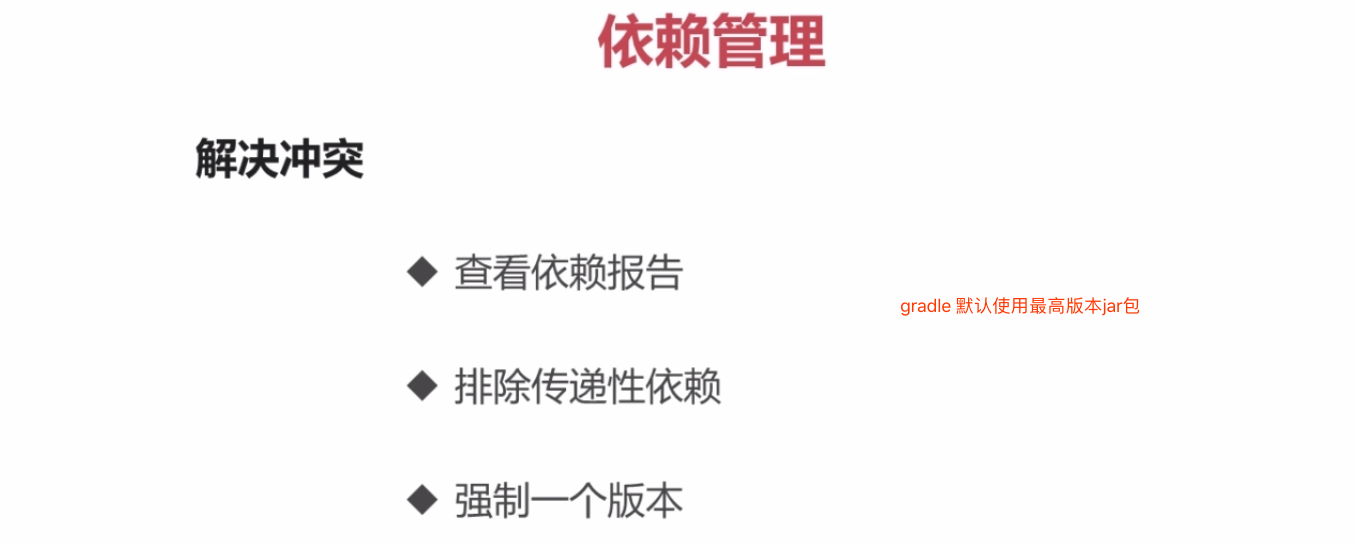 依赖管理
解决冲突
◆ 查看依赖报告
gradle 默认使用最高版本jar包
◆ 排除传递性依赖
◆ 强制一个版本